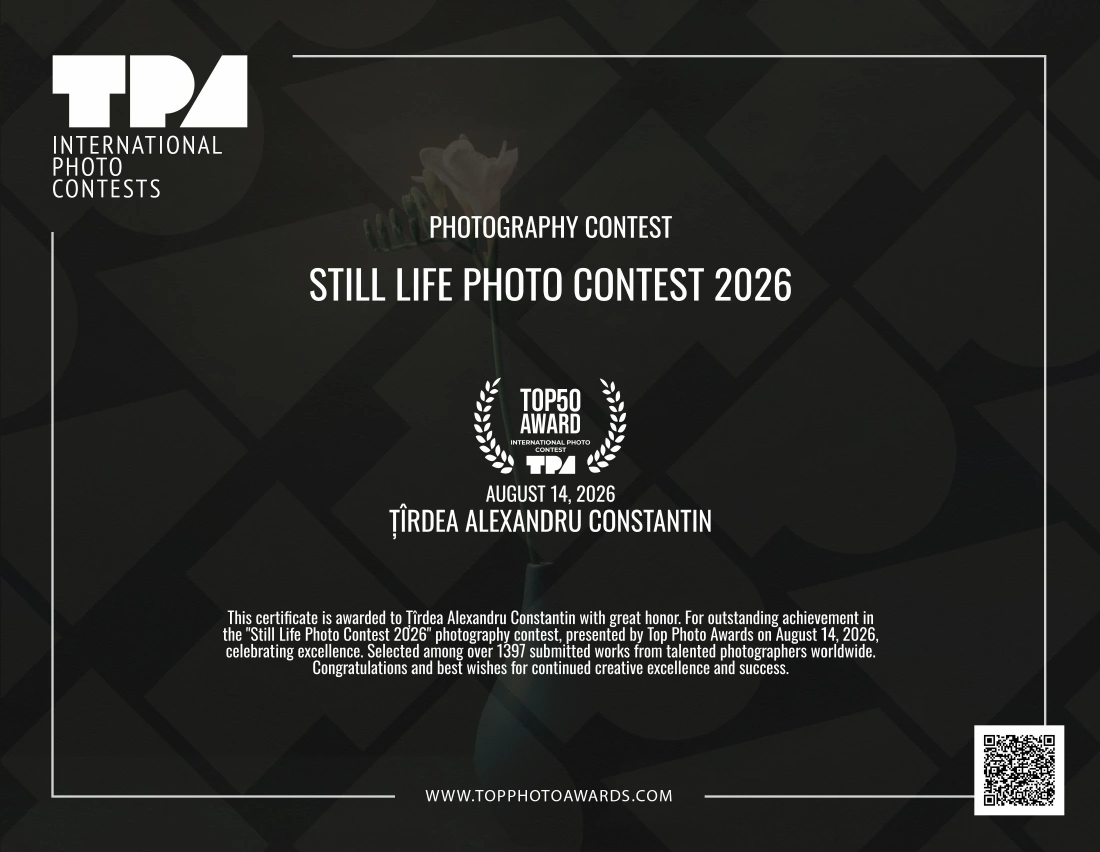 TPA
INTERNATIONAL
PHOTO
CONTESTS
PHOTOGRAPHY CONTEST
STILL LIFE PHOTO CONTEST 2026
TOP50
AWARD
INTERNATIONAL PHOTO
CONTEST
TPA
AUGUST 14, 2026
ȚÎRDEA ALEXANDRU CONSTANTIN
This certificate is awarded to Țîrdea Alexandru Constantin with great honor. For outstanding achievement in
the "Still Life Photo Contest 2026" photography contest, presented by Top Photo Awards on August 14, 2026,
celebrating excellence. Selected among over 1397 submitted works from talented photographers worldwide.
Congratulations and best wishes for continued creative excellence and success.
WWW.TOPPHOTOAWARDS.COM